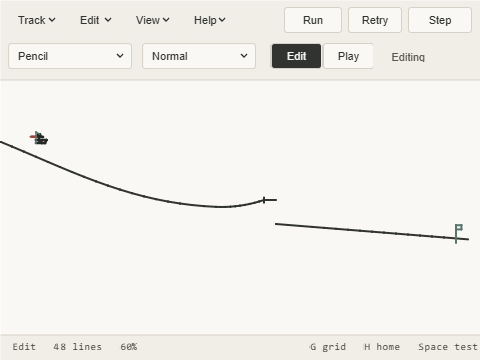 Track Edit View Help Run Retry Step
Pencil Normal Edit Play Editing
Edit 48 lines 60% G grid H home Space test